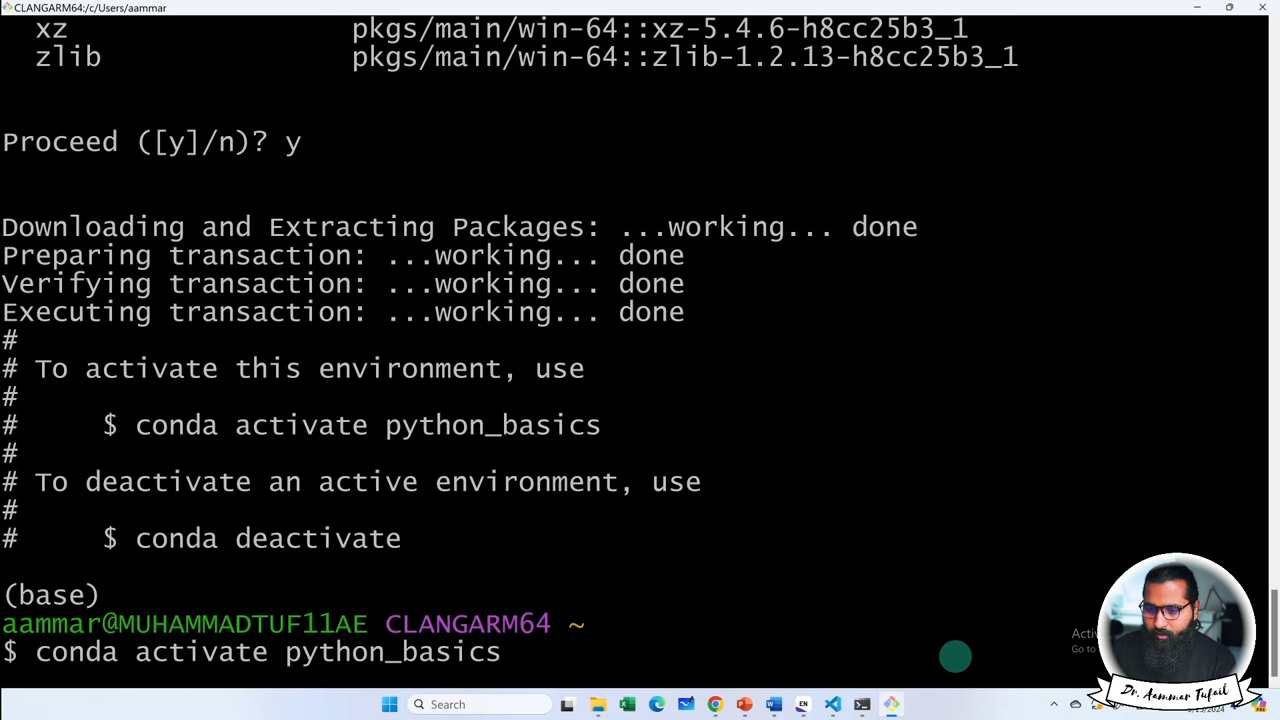 CLANGARM64:/c/Users/aammar
xz pkgs/main/win-64::xz-5.4.6-h8cc25b3_1
zlib pkgs/main/win-64::zlib-1.2.13-h8cc25b3_1
Proceed ([y]/n)? y
Downloading and Extracting Packages: ...working... done
Preparing transaction: ...working... done
Verifying transaction: ...working... done
Executing transaction: ...working... done
#
# To activate this environment, use
#
# $ conda activate python_basics
#
# To deactivate an active environment, use
#
# $ conda deactivate
(base)
aammar@MUHAMMADTUF11AE CLANGARM64 ~
$ conda activate python_basics
Go to
Dr. Aammar Tufail
Search
EN